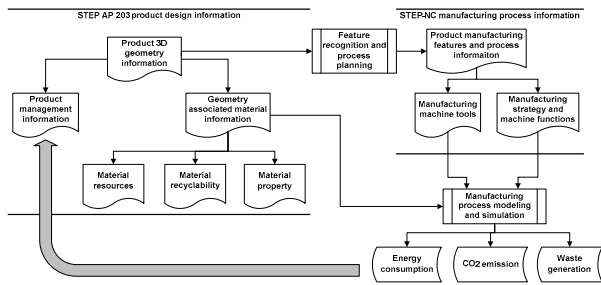 STEP AP 203 product design information
STEP-NC manufacturing process information
Product 3D
geometry
information
Feature
recognition and
process
planning
Product manufacturing
features and process
informaiton
Product
management
information
Geometry
associated material
information
Manufacturing
machine tools
Manufacturing
strategy and
machine functions
Material
resources
Material
recyclability
Material
property
Manufacturing
process modeling
and simulation
Energy
consumption
CO2 emission
Waste
generation